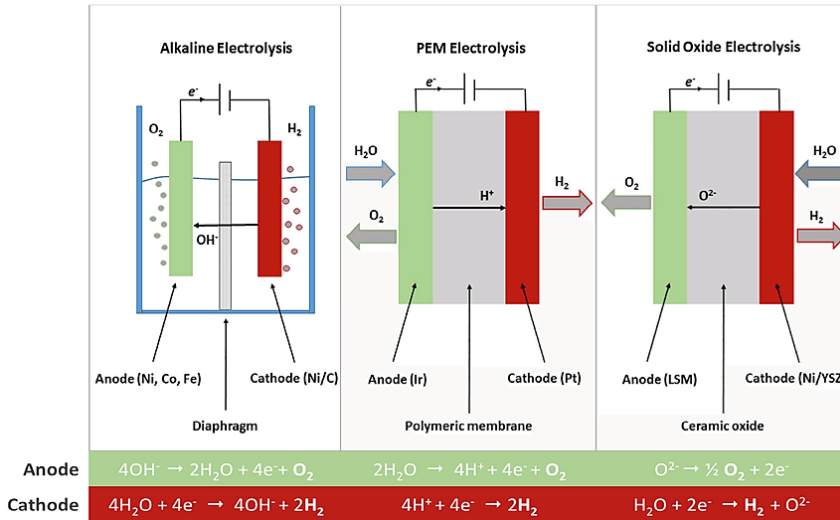 Alkaline Electrolysis
e⁻
O₂
H₂
OH⁻
Anode (Ni, Co, Fe)
Cathode (Ni/C)
Diaphragm
PEM Electrolysis
e⁻
H₂O
H⁺
H₂
O₂
Anode (Ir)
Cathode (Pt)
Polymeric membrane
Solid Oxide Electrolysis
e⁻
H₂O
O₂
O²⁻
H₂
Anode (LSM)
Cathode (Ni/YSZ
Ceramic oxide
Anode 4OH⁻ → 2H₂O + 4e⁻+ O₂ 2H₂O → 4H⁺ + 4e⁻ + O₂ O²⁻ → ½ O₂ + 2e⁻
Cathode 4H₂O + 4e⁻ → 4OH⁻ + 2H₂ 4H⁺ + 4e⁻ → 2H₂ H₂O + 2e⁻ → H₂ + O²⁻